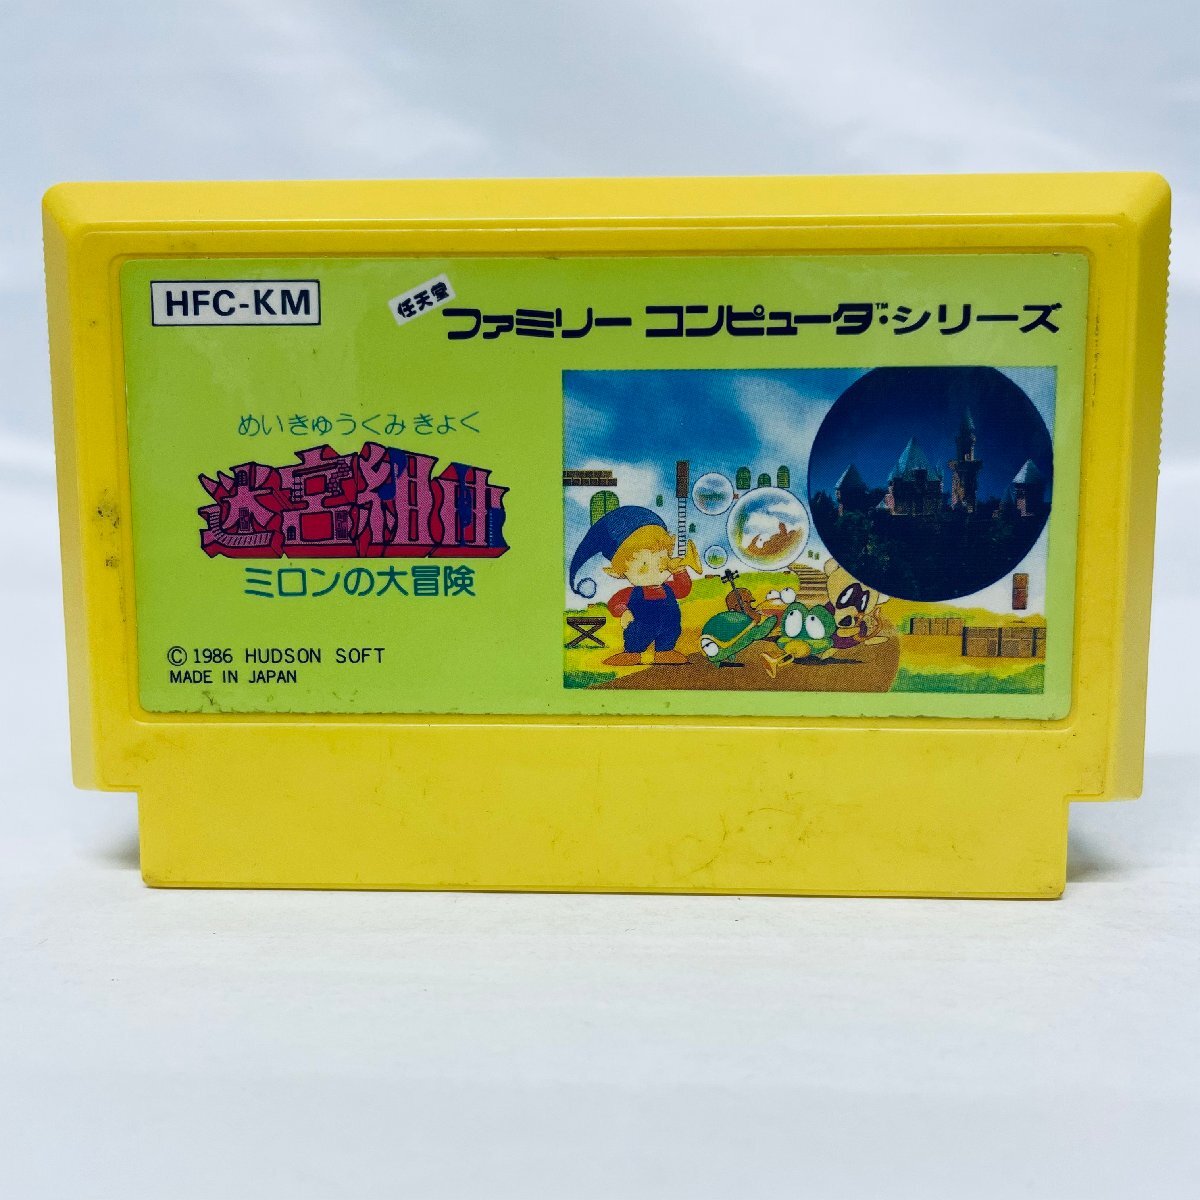 HFC-KM
任天堂
ファミリー コンピュータ™・シリーズ
めいきゅうくみきょく
迷宮組曲
ミロンの大冒険
© 1986 HUDSON SOFT
MADE IN JAPAN